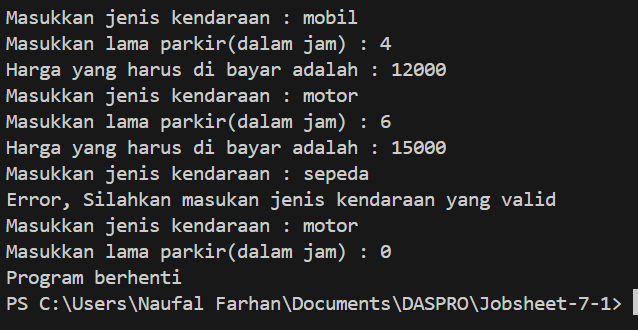 Masukkan jenis kendaraan : mobil
Masukkan lama parkir(dalam jam) : 4
Harga yang harus di bayar adalah : 12000
Masukkan jenis kendaraan : motor
Masukkan lama parkir(dalam jam) : 6
Harga yang harus di bayar adalah : 15000
Masukkan jenis kendaraan : sepeda
Error, Silahkan masukan jenis kendaraan yang valid
Masukkan jenis kendaraan : motor
Masukkan lama parkir(dalam jam) : 0
Program berhenti
PS C:\Users\Naufal Farhan\Documents\DASPRO\Jobsheet-7-1>